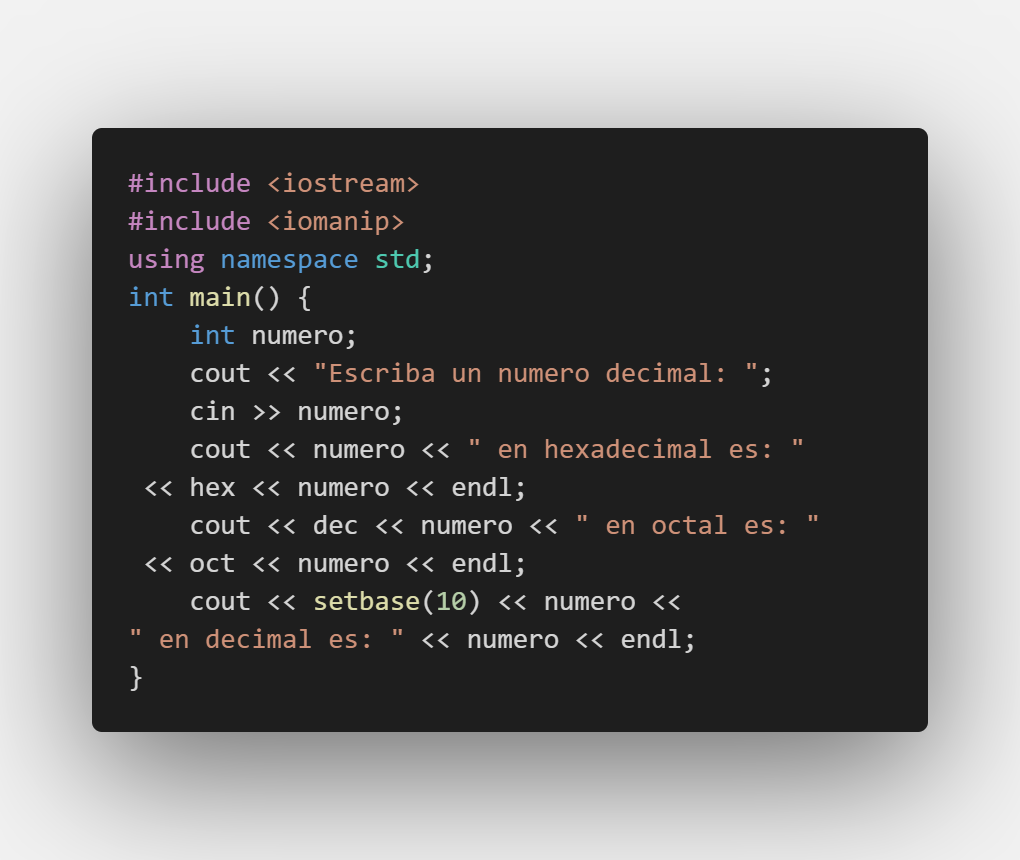 #include <iostream>
#include <iomanip>
using namespace std;
int main() {
    int numero;
    cout << "Escriba un numero decimal: ";
    cin >> numero;
    cout << numero << " en hexadecimal es: "
 << hex << numero << endl;
    cout << dec << numero << " en octal es: "
 << oct << numero << endl;
    cout << setbase(10) << numero <<
" en decimal es: " << numero << endl;
}